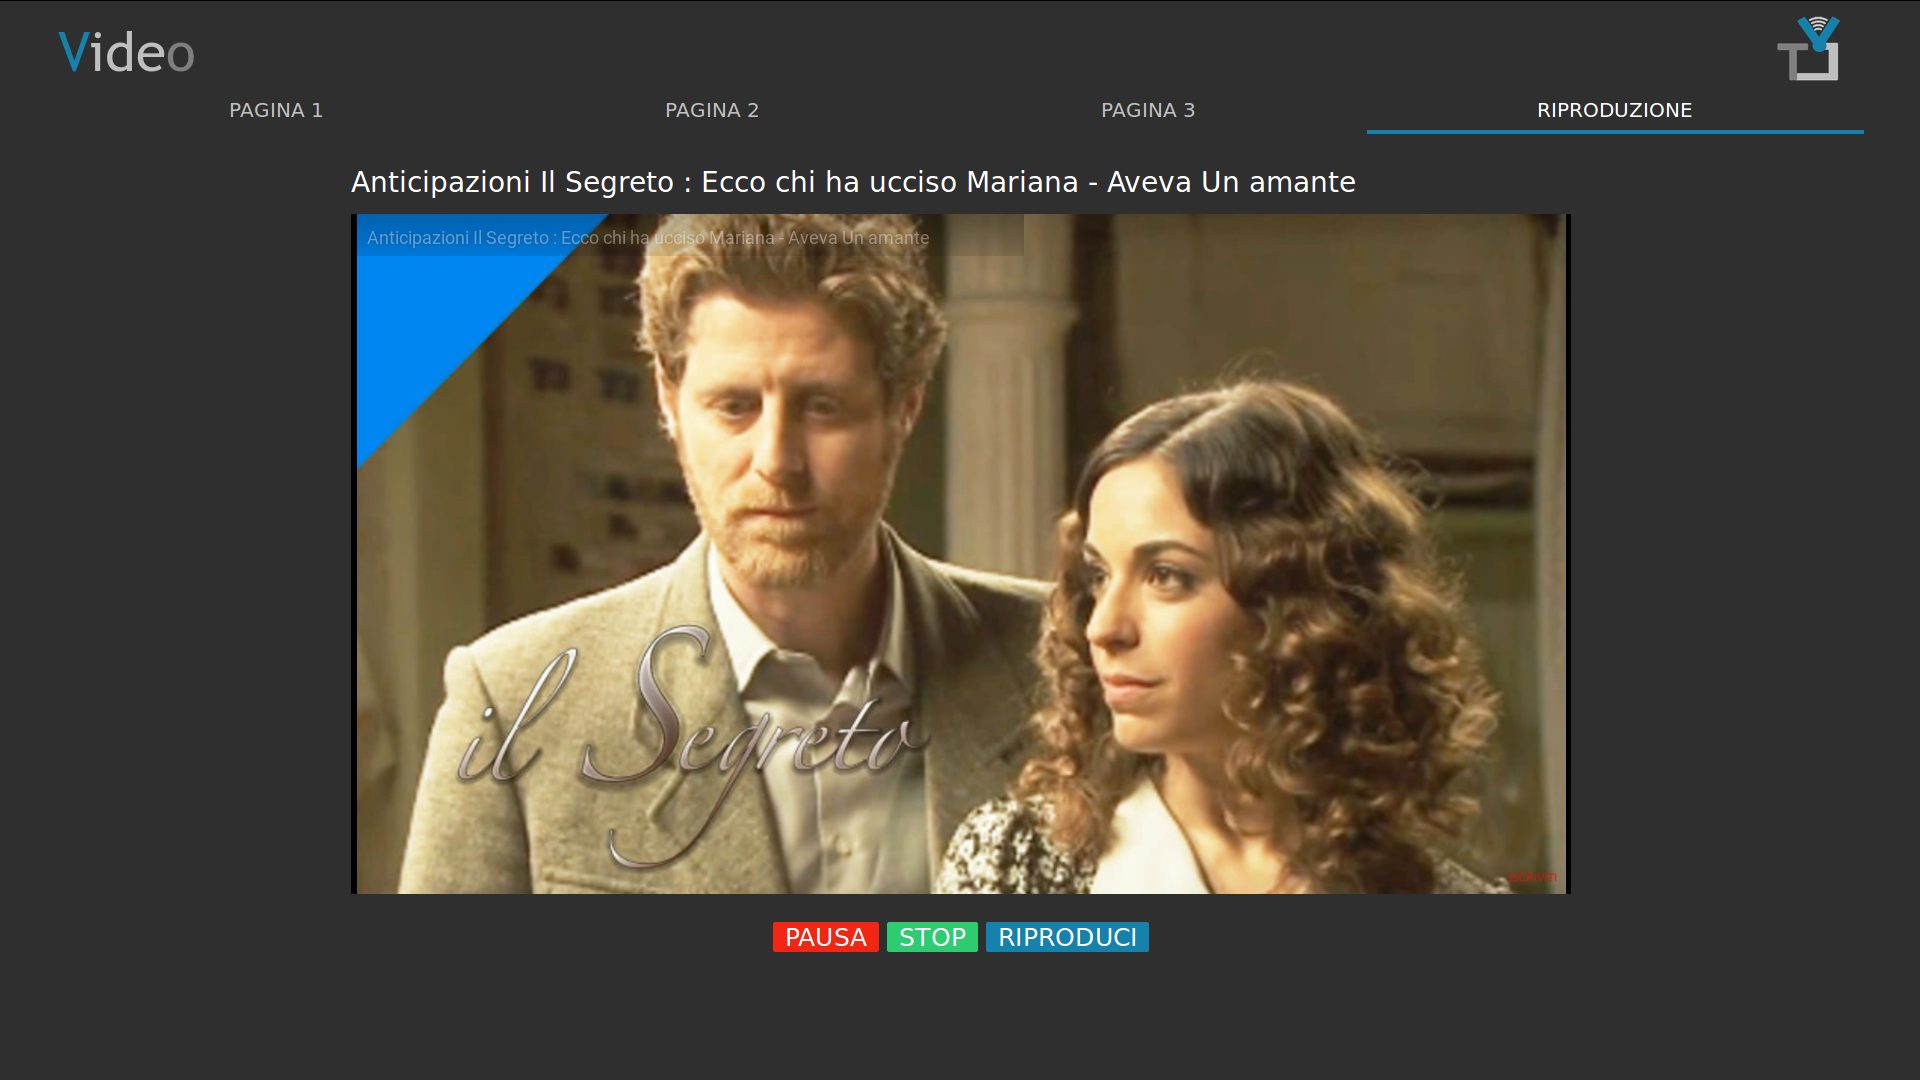 Video
PAGINA 1
PAGINA 2
PAGINA 3
RIPRODUZIONE
Anticipazioni Il Segreto : Ecco chi ha ucciso Mariana - Aveva Un amante
Anticipazioni Il Segreto : Ecco chi ha ucciso Mariana - Aveva Un amante
il Segreto
PAUSA
STOP
RIPRODUCI